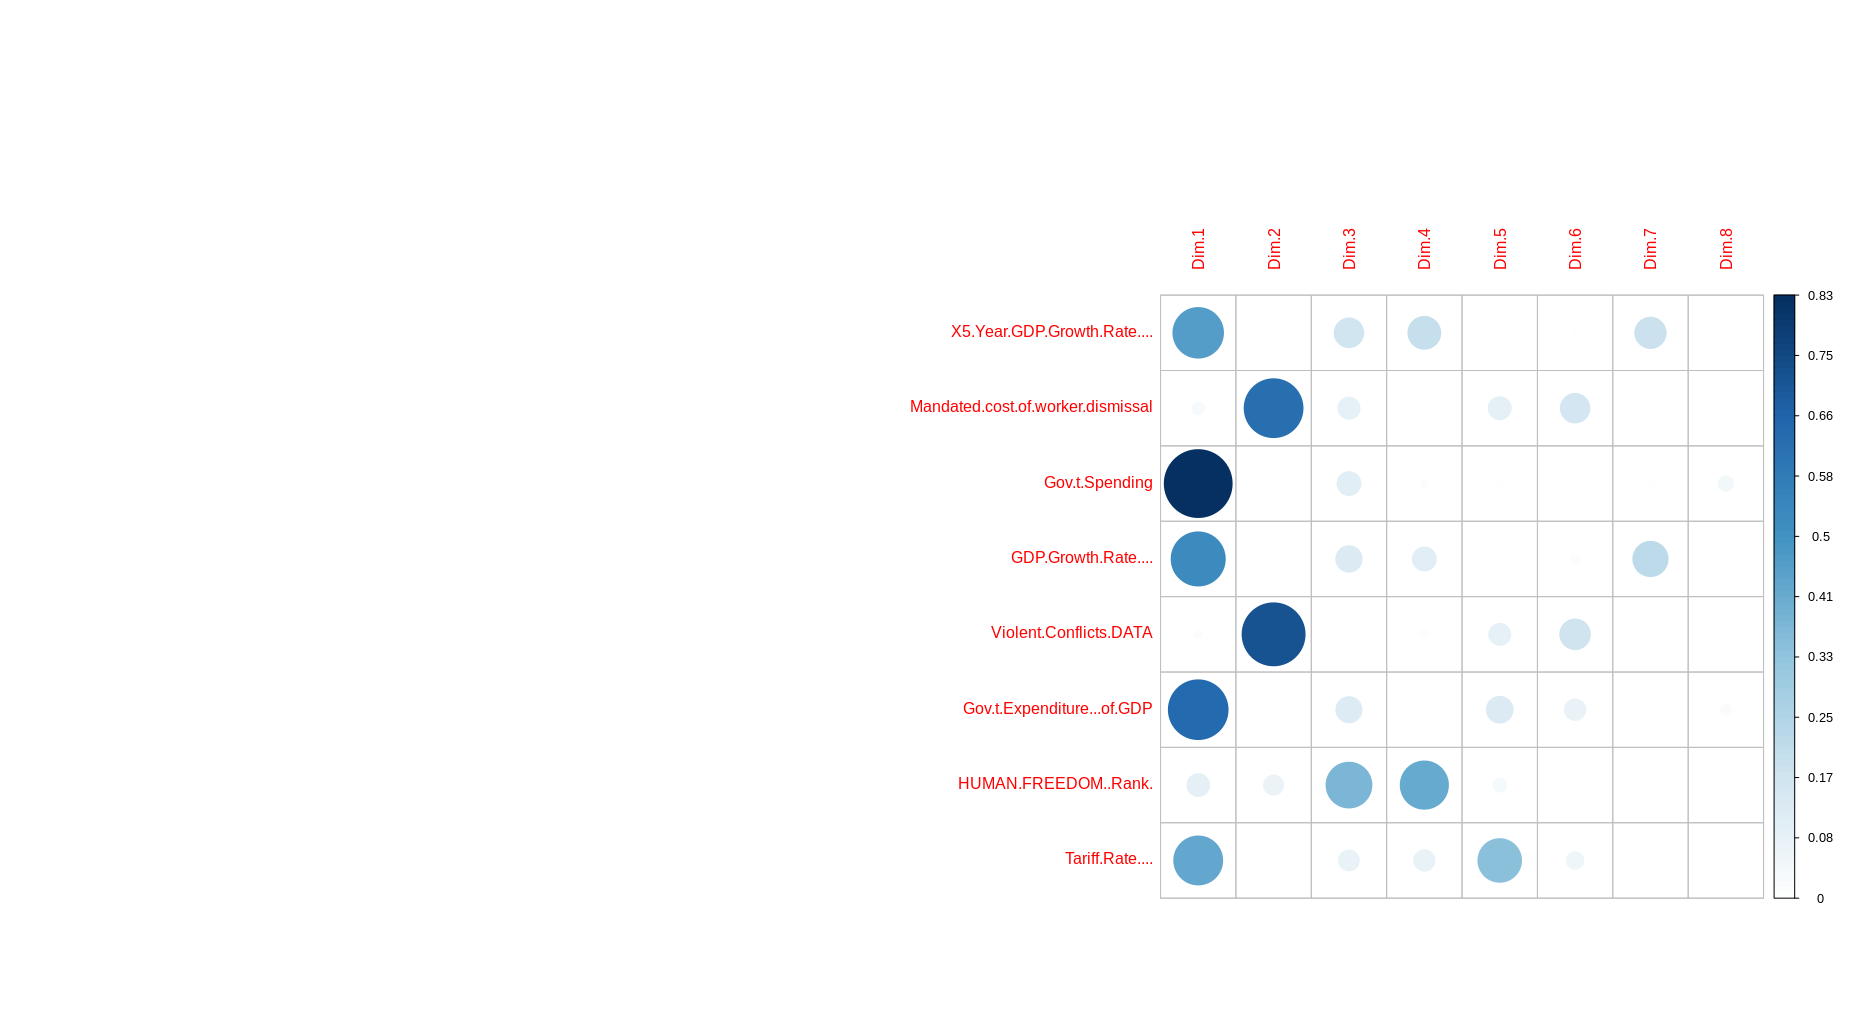 Dim.1 Dim.2 Dim.3 Dim.4 Dim.5 Dim.6 Dim.7 Dim.8
X5.Year.GDP.Growth.Rate....
Mandated.cost.of.worker.dismissal
Gov.t.Spending
GDP.Growth.Rate....
Violent.Conflicts.DATA
Gov.t.Expenditure...of.GDP
HUMAN.FREEDOM..Rank.
Tariff.Rate....
0.83
0.75
0.66
0.58
0.5
0.41
0.33
0.25
0.17
0.08
0